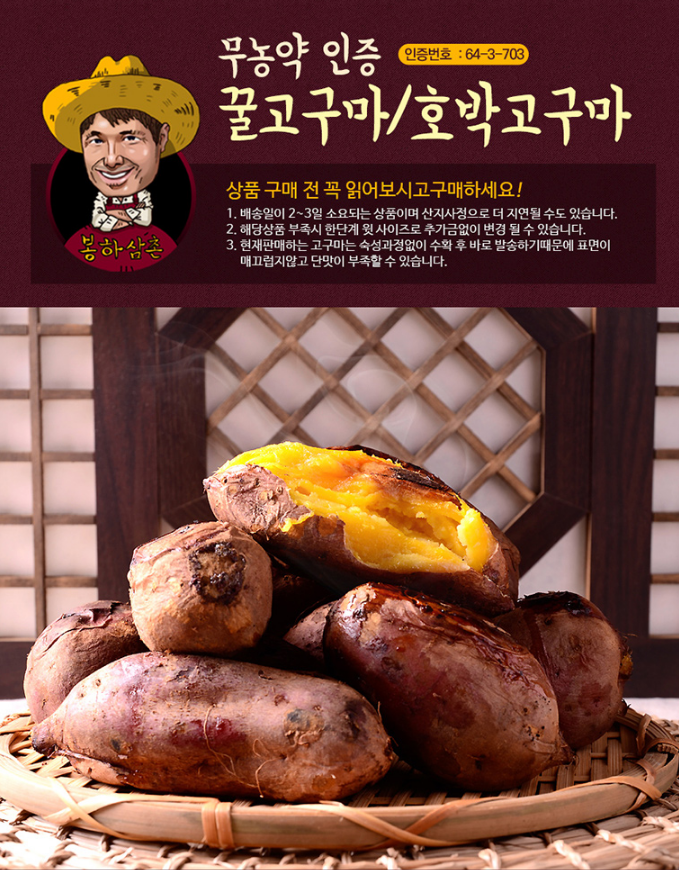 무농약 인증 인증번호 : 64-3-703
꿀고구마/호박고구마
상품 구매 전 꼭 읽어보시고구매하세요!
1. 배송일이 2~3일 소요되는 상품이며 산지사정으로 더 지연될 수도 있습니다.
2. 해당상품 부족시 한단계 윗 사이즈로 추가금없이 변경 될 수 있습니다.
3. 현재판매하는 고구마는 숙성과정없이 수확 후 바로 발송하기때문에 표면이
매끄럽지않고 단맛이 부족할 수 있습니다.
봉하삼촌